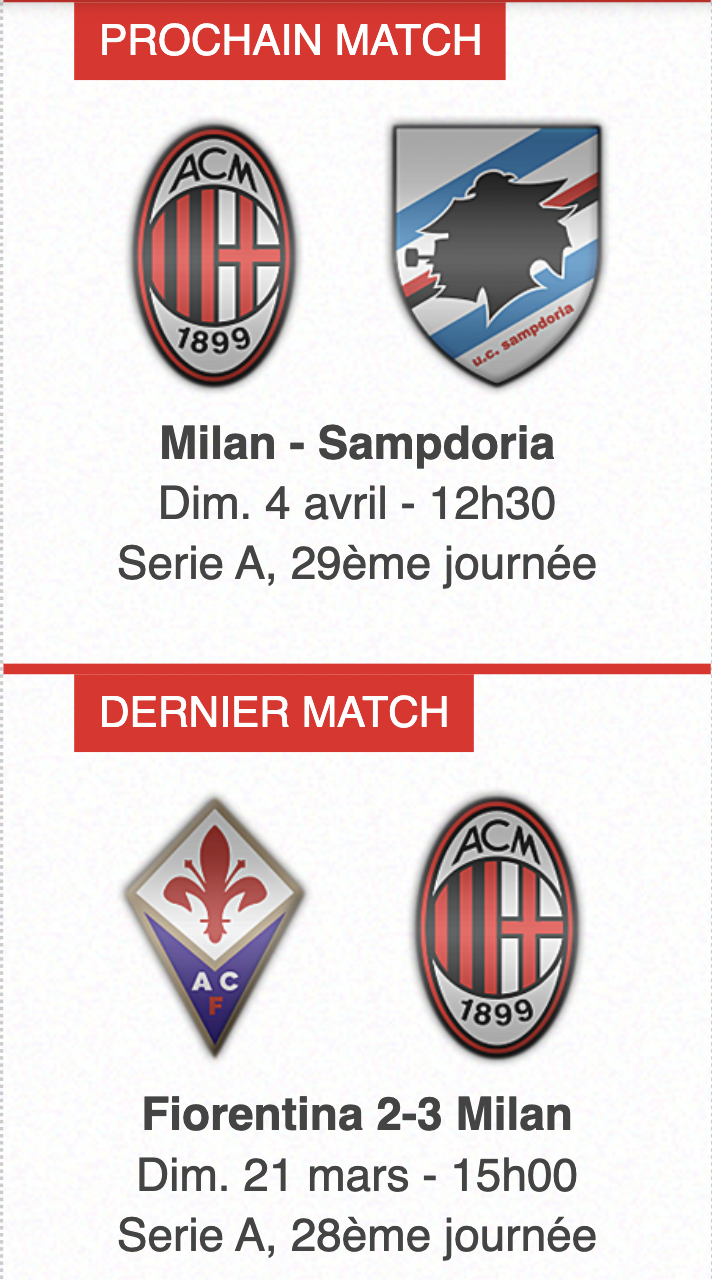 PROCHAIN MATCH
ACM
1899
u.c. sampdoria
Milan - Sampdoria
Dim. 4 avril - 12h30
Serie A, 29ème journée
DERNIER MATCH
A C
F
ACM
1899
Fiorentina 2-3 Milan
Dim. 21 mars - 15h00
Serie A, 28ème journée